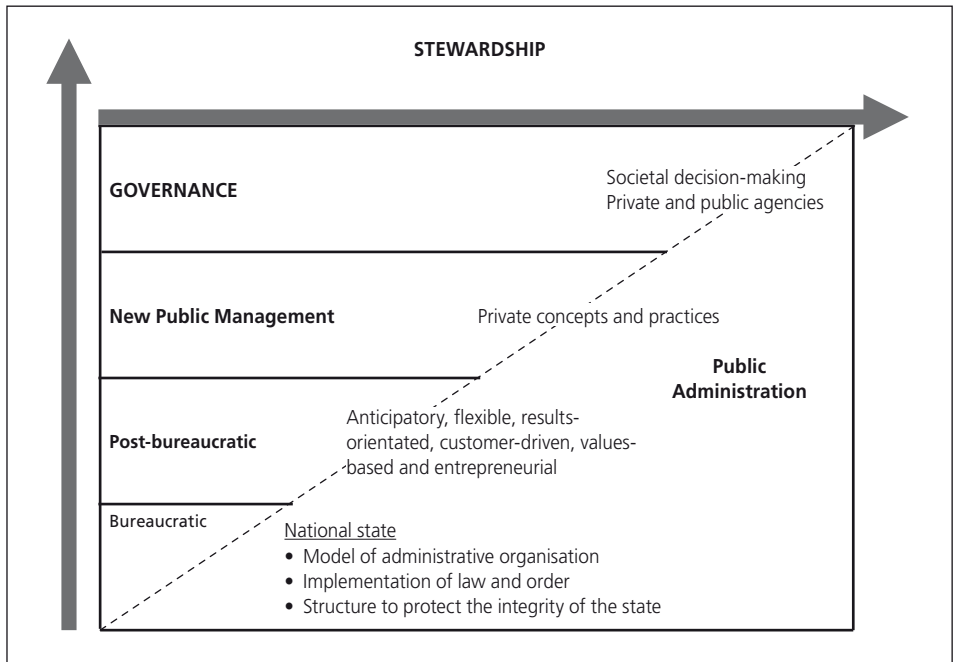 STEWARDSHIP
GOVERNANCE
Societal decision-making
Private and public agencies
New Public Management
Private concepts and practices
Public
Administration
Post-bureaucratic
Anticipatory, flexible, results-
orientated, customer-driven, values-
based and entrepreneurial
Bureaucratic
National state
• Model of administrative organisation
• Implementation of law and order
• Structure to protect the integrity of the state